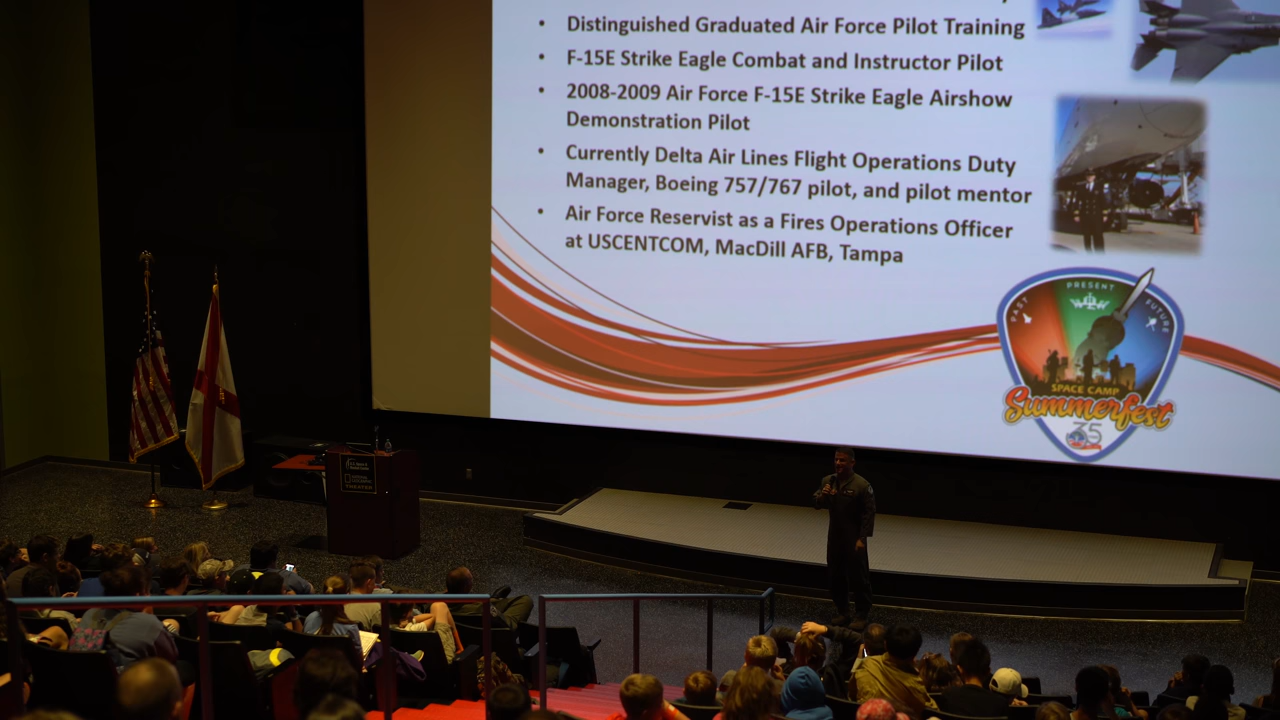 • Distinguished Graduated Air Force Pilot Training
• F-15E Strike Eagle Combat and Instructor Pilot
• 2008-2009 Air Force F-15E Strike Eagle Airshow
Demonstration Pilot
• Currently Delta Air Lines Flight Operations Duty
Manager, Boeing 757/767 pilot, and pilot mentor
• Air Force Reservist as a Fires Operations Officer
at USCENTCOM, MacDill AFB, Tampa
PAST PRESENT FUTURE
SPACE CAMP
Summerfest
35
THEATER